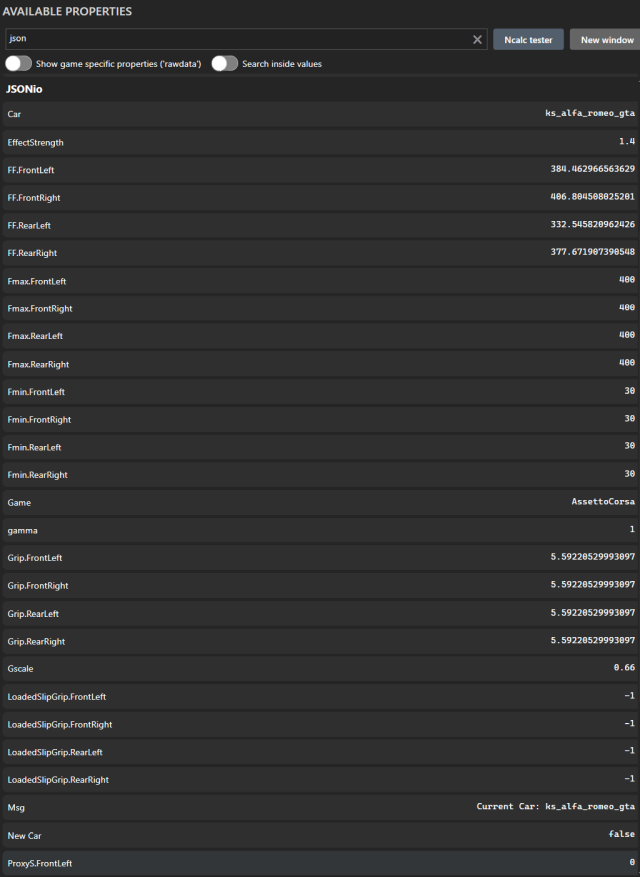 AVAILABLE PROPERTIES
json
Ncalc tester
New window
Show game specific properties ('rawdata')
Search inside values
JSONio
Car ks_alfa_romeo_gta
EffectStrength 1.4
FF.FrontLeft 384.462966563629
FF.FrontRight 406.804508025201
FF.RearLeft 332.545820962426
FF.RearRight 377.671907390548
Fmax.FrontLeft 400
Fmax.FrontRight 400
Fmax.RearLeft 400
Fmax.RearRight 400
Fmin.FrontLeft 30
Fmin.FrontRight 30
Fmin.RearLeft 30
Fmin.RearRight 30
Game AssettoCorsa
gamma 1
Grip.FrontLeft 5.59220529993097
Grip.FrontRight 5.59220529993097
Grip.RearLeft 5.59220529993097
Grip.RearRight 5.59220529993097
Gscale 0.66
LoadedSlipGrip.FrontLeft -1
LoadedSlipGrip.FrontRight -1
LoadedSlipGrip.RearLeft -1
LoadedSlipGrip.RearRight -1
Msg Current Car: ks_alfa_romeo_gta
New Car false
ProxyS.FrontLeft 0